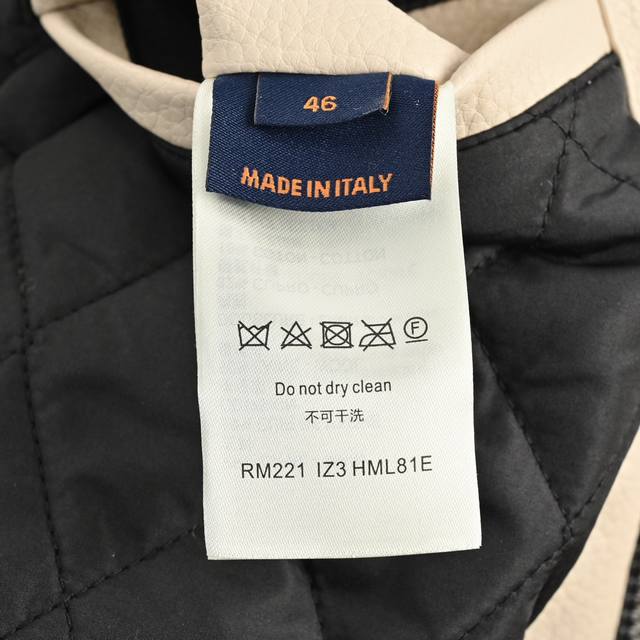 46
MADE IN ITALY
F
Do not dry clean
不可干洗
RM221 IZ3 HML81E